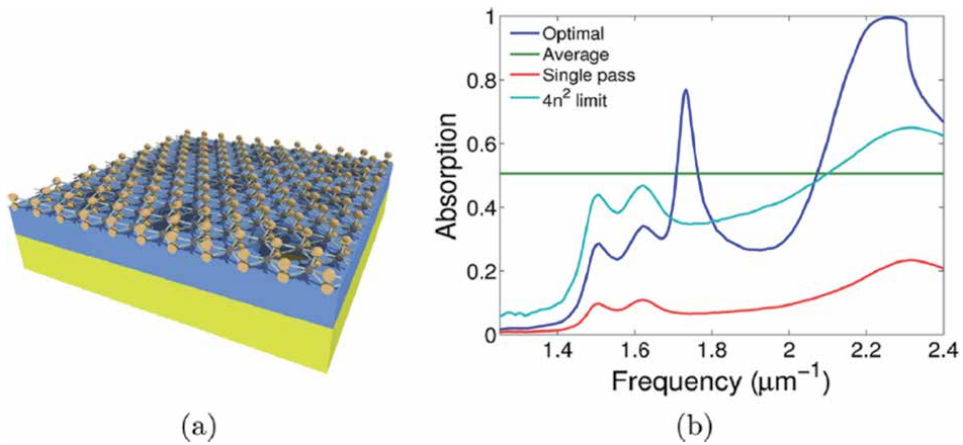 1
Optimal
Average
Single pass
4n² limit
0.8
0.6
0.4
0.2
0
1.4 1.6 1.8 2 2.2 2.4
Absorption
Frequency (μm⁻¹)
(a) (b)